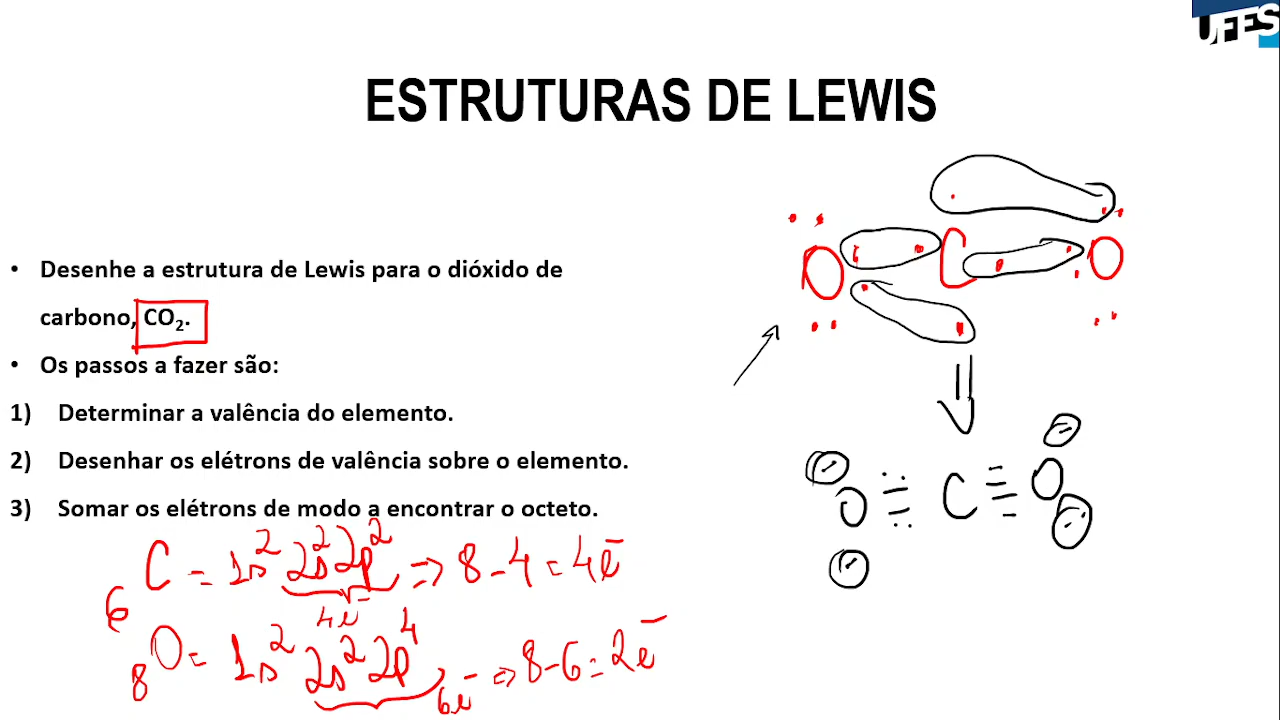 UFES
ESTRUTURAS DE LEWIS
• Desenhe a estrutura de Lewis para o dióxido de
carbono, CO₂.
• Os passos a fazer são:
1) Determinar a valência do elemento.
2) Desenhar os elétrons de valência sobre o elemento.
3) Somar os elétrons de modo a encontrar o octeto.
₆C = 1s² 2s² 2p² ⇒ 8 - 4 = 4e⁻
4e⁻
₈O = 1s² 2s² 2p⁴ ⇒ 8 - 6 = 2e⁻
6e⁻
O C O
O C O